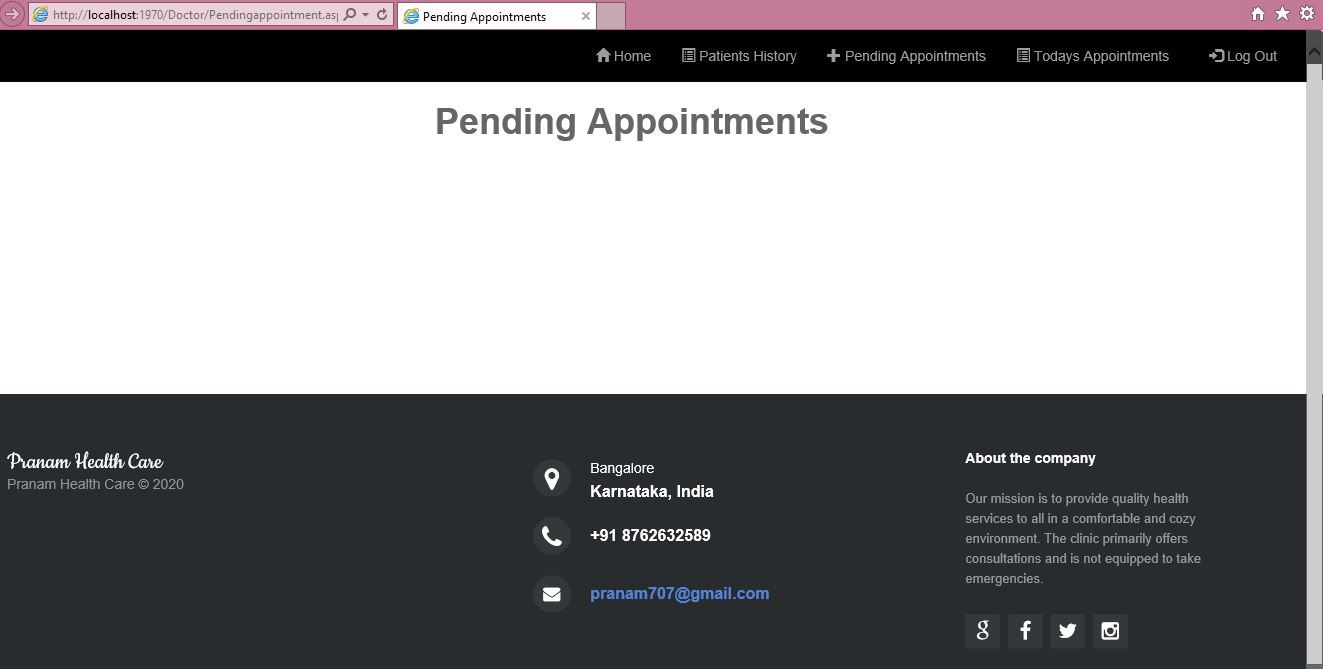 http://localhost:1970/Doctor/Pendingappointment.as
Pending Appointments
Home
Patients History
Pending Appointments
Todays Appointments
Log Out
Pending Appointments
Pranam Health Care
Pranam Health Care © 2020
Bangalore
Karnataka, India
+91 8762632589
pranam707@gmail.com
About the company
Our mission is to provide quality health
services to all in a comfortable and cozy
environment. The clinic primarily offers
consultations and is not equipped to take
emergencies.